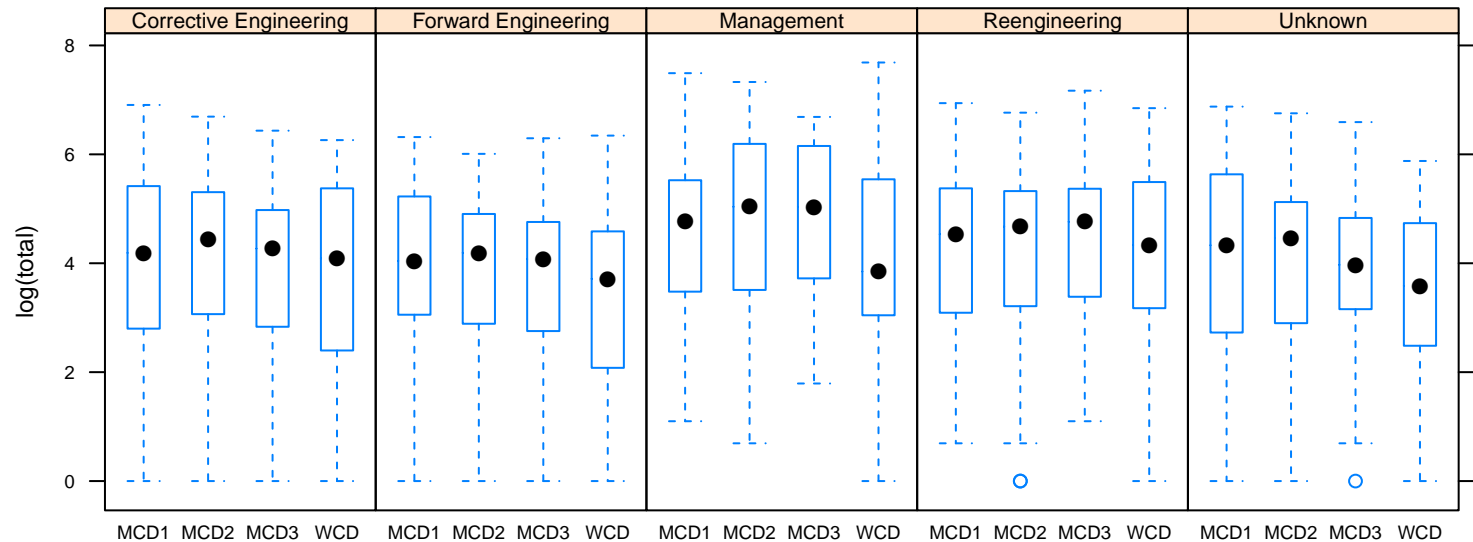 Corrective Engineering Forward Engineering Management Reengineering Unknown
8
6
4
2
0
log(total)
MCD1 MCD2 MCD3 WCD MCD1 MCD2 MCD3 WCD MCD1 MCD2 MCD3 WCD MCD1 MCD2 MCD3 WCD MCD1 MCD2 MCD3 WCD